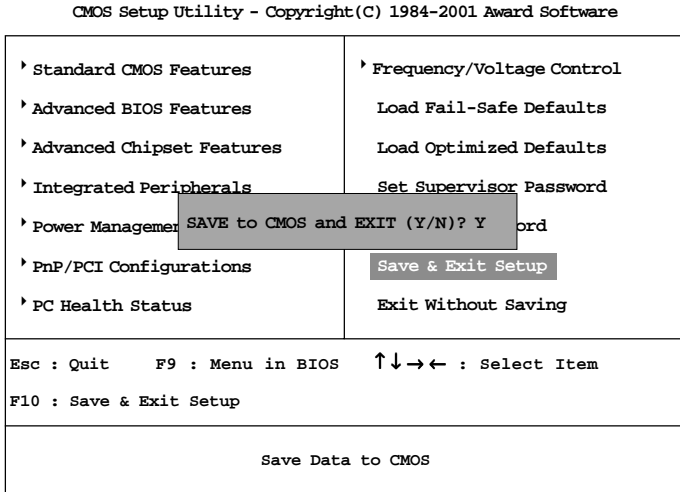 CMOS Setup Utility - Copyright(C) 1984-2001 Award Software
Standard CMOS Features
Advanced BIOS Features
Advanced Chipset Features
Integrated Peripherals
Power
PnP/PCI Configurations
PC Health Status
Frequency/Voltage Control
Load Fail-Safe Defaults
Load Optimized Defaults
Set Supervisor Password
SAVE to CMOS and EXIT (Y/N)? Y
Save & Exit Setup
Exit Without Saving
Esc : Quit F9 : Menu in BIOS ↑↓→← : Select Item
F10 : Save & Exit Setup
Save Data to CMOS